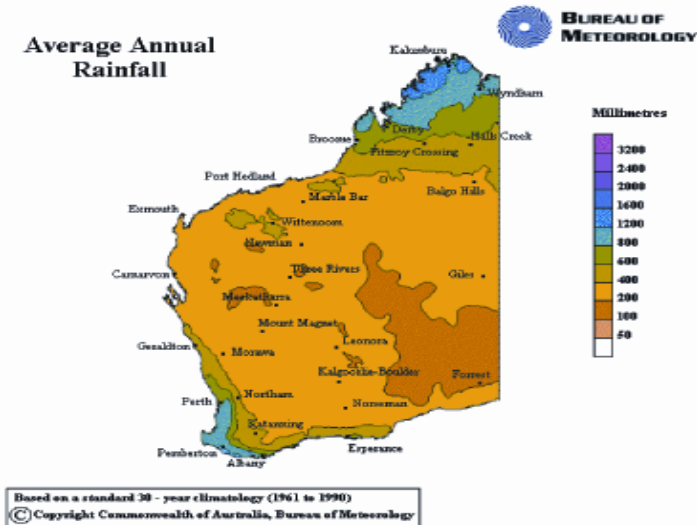 Average Annual
Rainfall
BUREAU OF
METEOROLOGY
Kalumburu
Wyndham
Derby
Broome
Halls Creek
Fitzroy Crossing
Port Hedland
Balgo Hills
Marble Bar
Exmouth
Wittenoom
Newman
Three Rivers
Giles
Carnarvon
Meekatharra
Mount Magnet
Leonora
Geraldton
Morawa
Kalgoorlie-Boulder
Forrest
Northam
Perth
Norseman
Katanning
Pemberton
Esperance
Albany
Millimetres
3200
2400
2000
1600
1200
800
600
400
200
100
50
Based on a standard 30 - year climatology (1961 to 1990)
© Copyright Commonwealth of Australia, Bureau of Meteorology